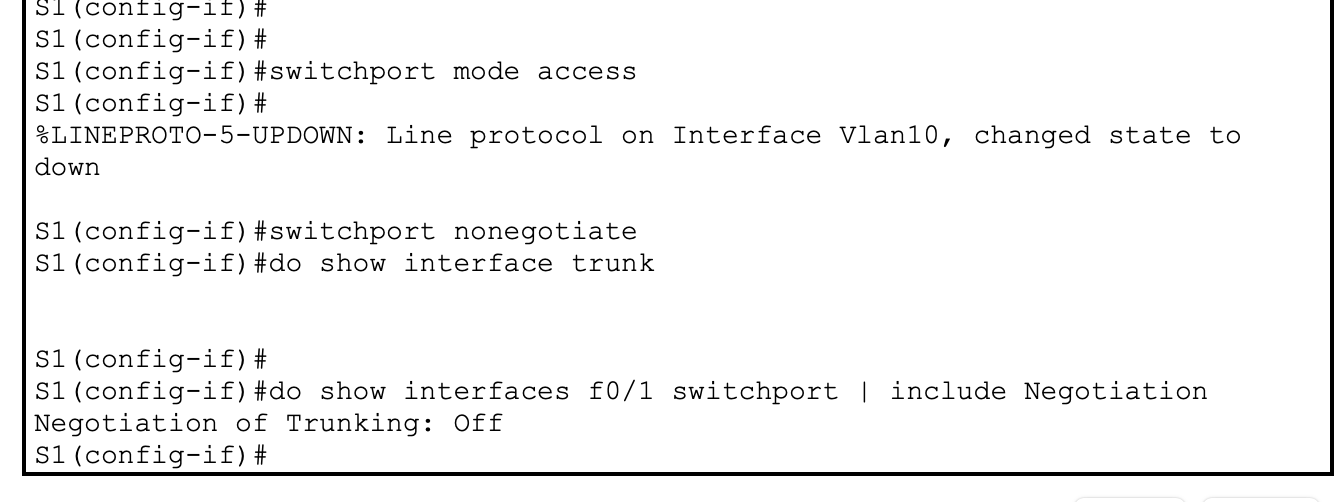 S1(config-if)#
S1(config-if)#
S1(config-if)#switchport mode access
S1(config-if)#
%LINEPROTO-5-UPDOWN: Line protocol on Interface Vlan10, changed state to
down
S1(config-if)#switchport nonegotiate
S1(config-if)#do show interface trunk
S1(config-if)#
S1(config-if)#do show interfaces f0/1 switchport | include Negotiation
Negotiation of Trunking: Off
S1(config-if)#